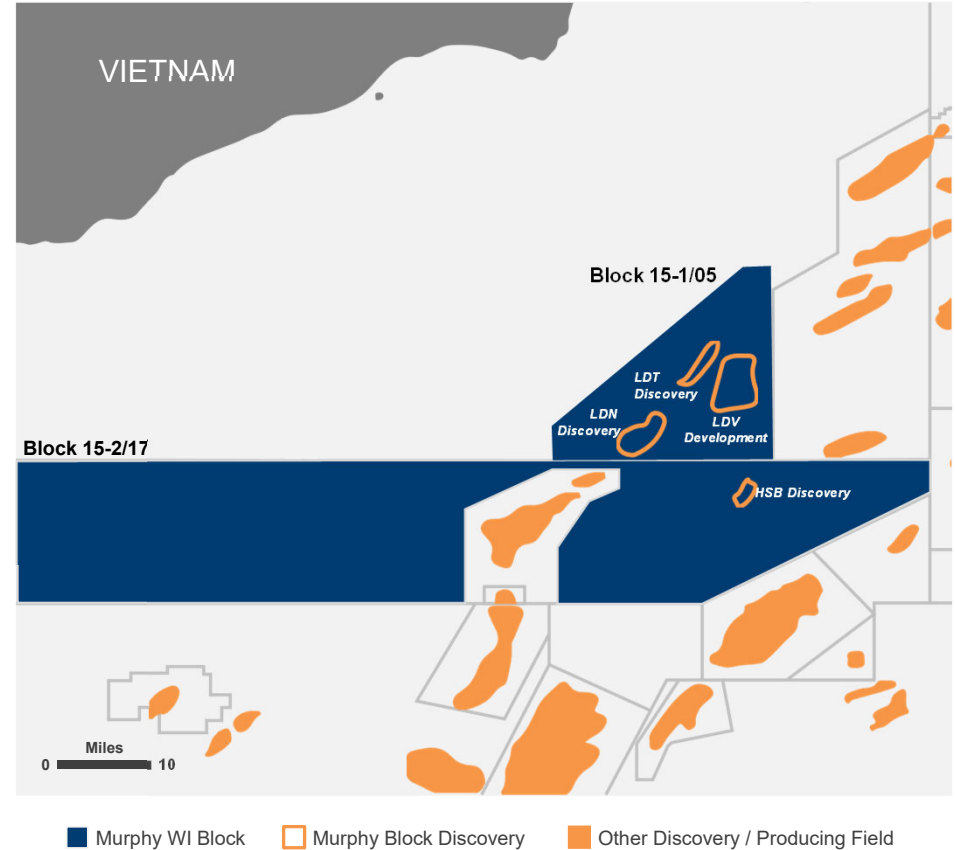 VIETNAM
Block 15-1/05
LDT
Discovery
LDN
Discovery
LDV
Development
Block 15-2/17
HSB Discovery
Miles
0 10
Murphy WI Block
Murphy Block Discovery
Other Discovery / Producing Field